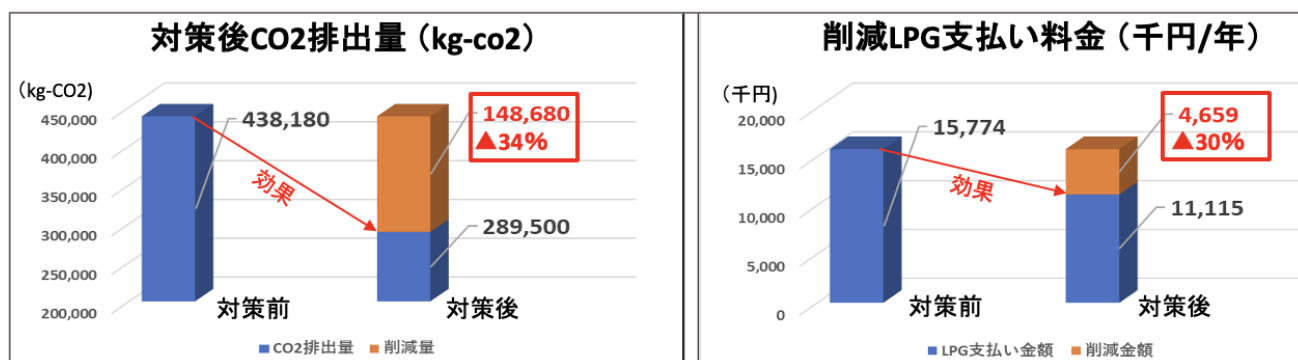 対策後CO2排出量（kg-co2）
（kg-CO2）
450,000
400,000
350,000
300,000
250,000
200,000
438,180
148,680
▲34%
効果
289,500
対策前
対策後
CO2排出量
削減量
削減LPG支払い料金（千円/年）
（千円）
20,000
15,000
10,000
5,000
0
15,774
4,659
▲30%
効果
11,115
対策前
対策後
LPG支払い金額
削減金額